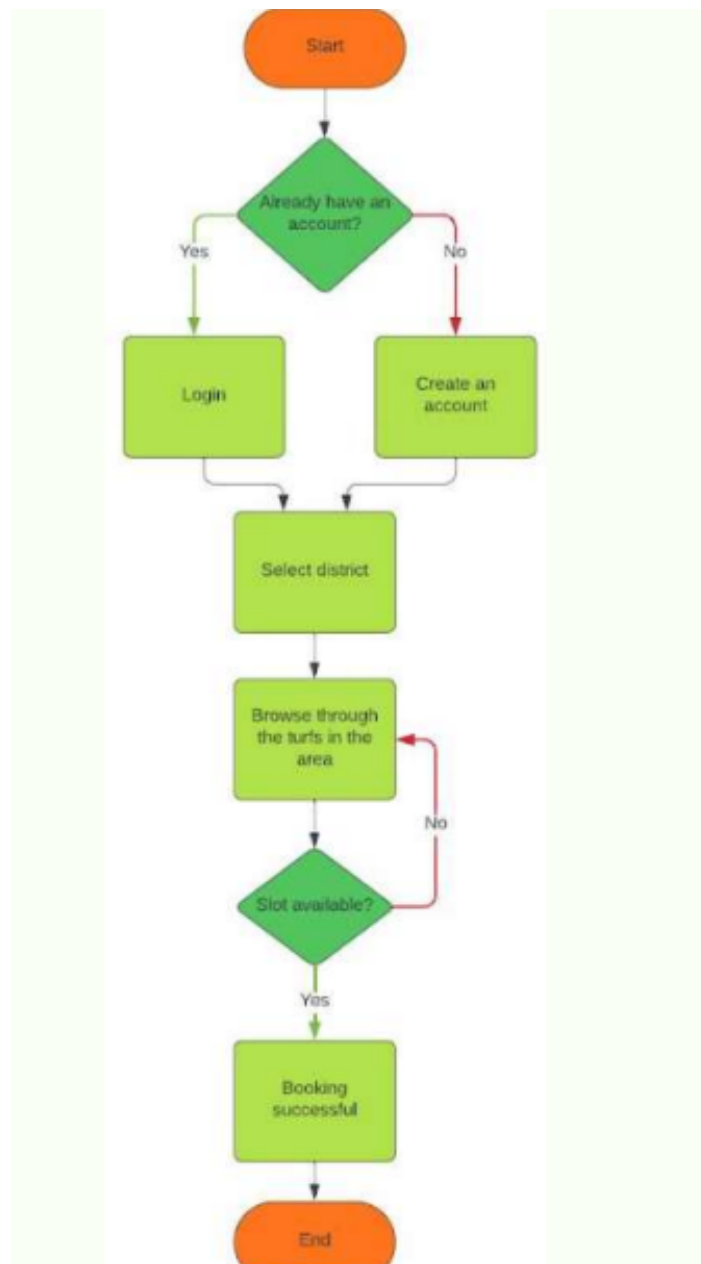 Start
Already have an
account?
Yes
No
Login
Create an
account
Select district
Browse through
the turfs in the
area
No
Slot available?
Yes
Booking
successful
End